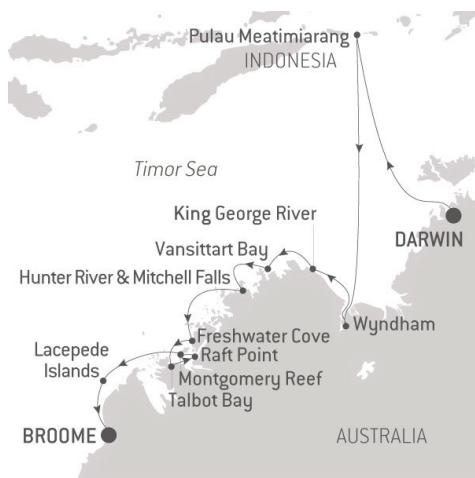 Pulau Meatimiarang
INDONESIA
Timor Sea
King George River
DARWIN
Vansittart Bay
Hunter River & Mitchell Falls
Wyndham
Freshwater Cove
Lacepede
Islands
Raft Point
Montgomery Reef
Talbot Bay
BROOME
AUSTRALIA